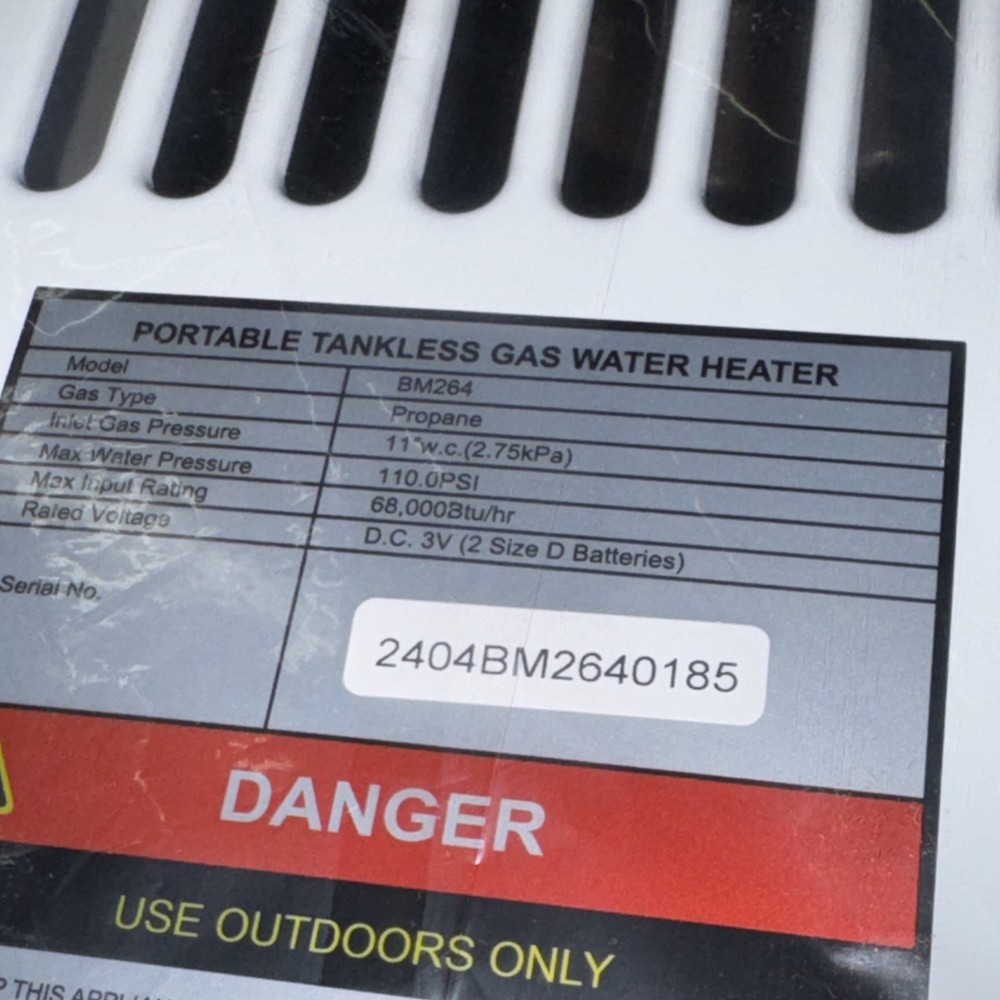 PORTABLE TANKLESS GAS WATER HEATER
Model BM264
Gas Type Propane
Inlet Gas Pressure 11"w.c.(2.75kPa)
Max Water Pressure 110.0PSI
Max Input Rating 68,000Btu/hr
Rated Voltage D.C. 3V (2 Size D Batteries)
Serial No. 2404BM2640185
DANGER
USE OUTDOORS ONLY
THIS